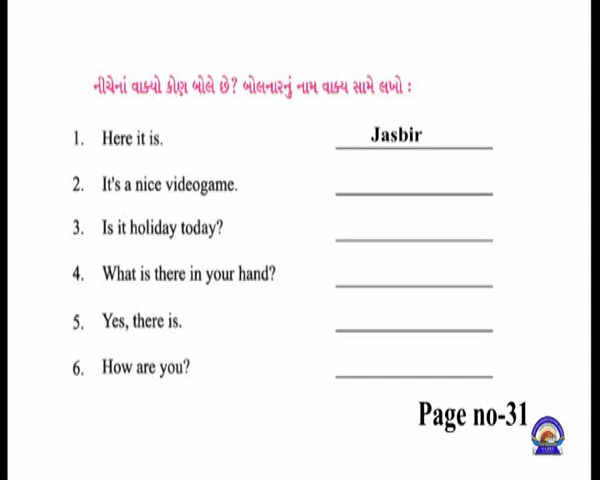 નીચેનાં વાક્યો કોણ બોલે છે? બોલનારનું નામ વાક્ય સામે લખો :
1. Here it is. Jasbir
2. It's a nice videogame.
3. Is it holiday today?
4. What is there in your hand?
5. Yes, there is.
6. How are you?
Page no-31